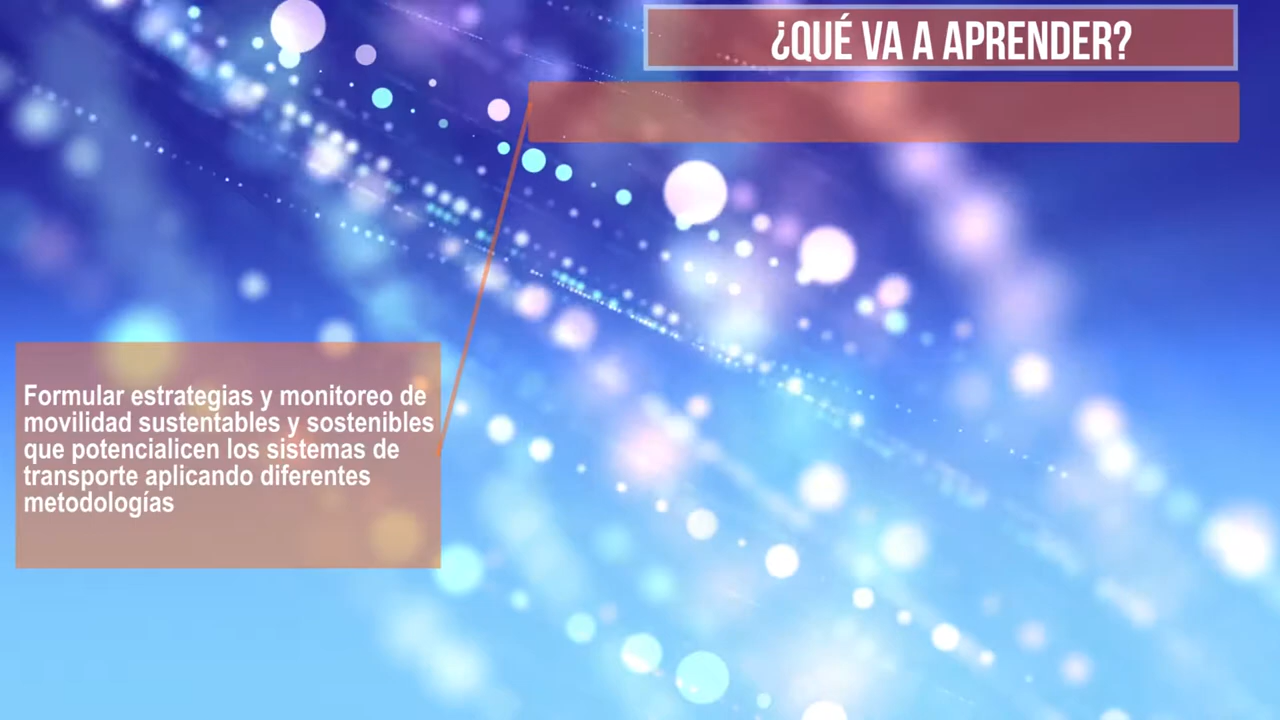 ¿QUÉ VA A APRENDER?
Formular estrategias y monitoreo de
movilidad sustentables y sostenibles
que potencialicen los sistemas de
transporte aplicando diferentes
metodologías